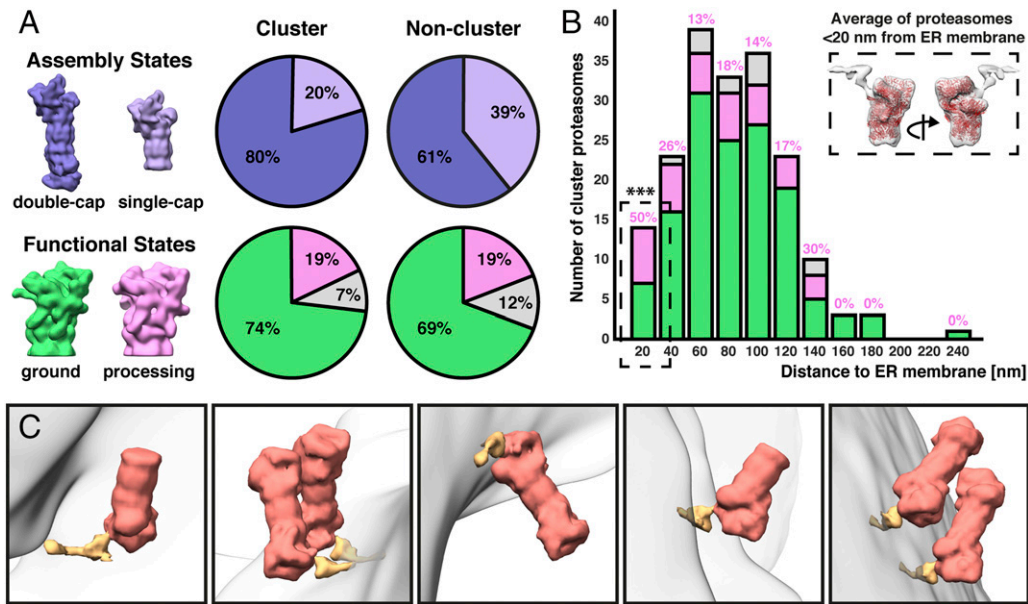 A
Cluster
Non-cluster
Assembly States
double-cap
single-cap
20%
80%
39%
61%
Functional States
ground
processing
19%
7%
74%
19%
12%
69%
B
Number of cluster proteasomes
40
35
30
25
20
15
10
5
0
***
50%
26%
13%
18%
14%
17%
30%
0%
0%
0%
20
40
60
80
100
120
140
160
180
200
220
240
Distance to ER membrane [nm]
Average of proteasomes
<20 nm from ER membrane
C